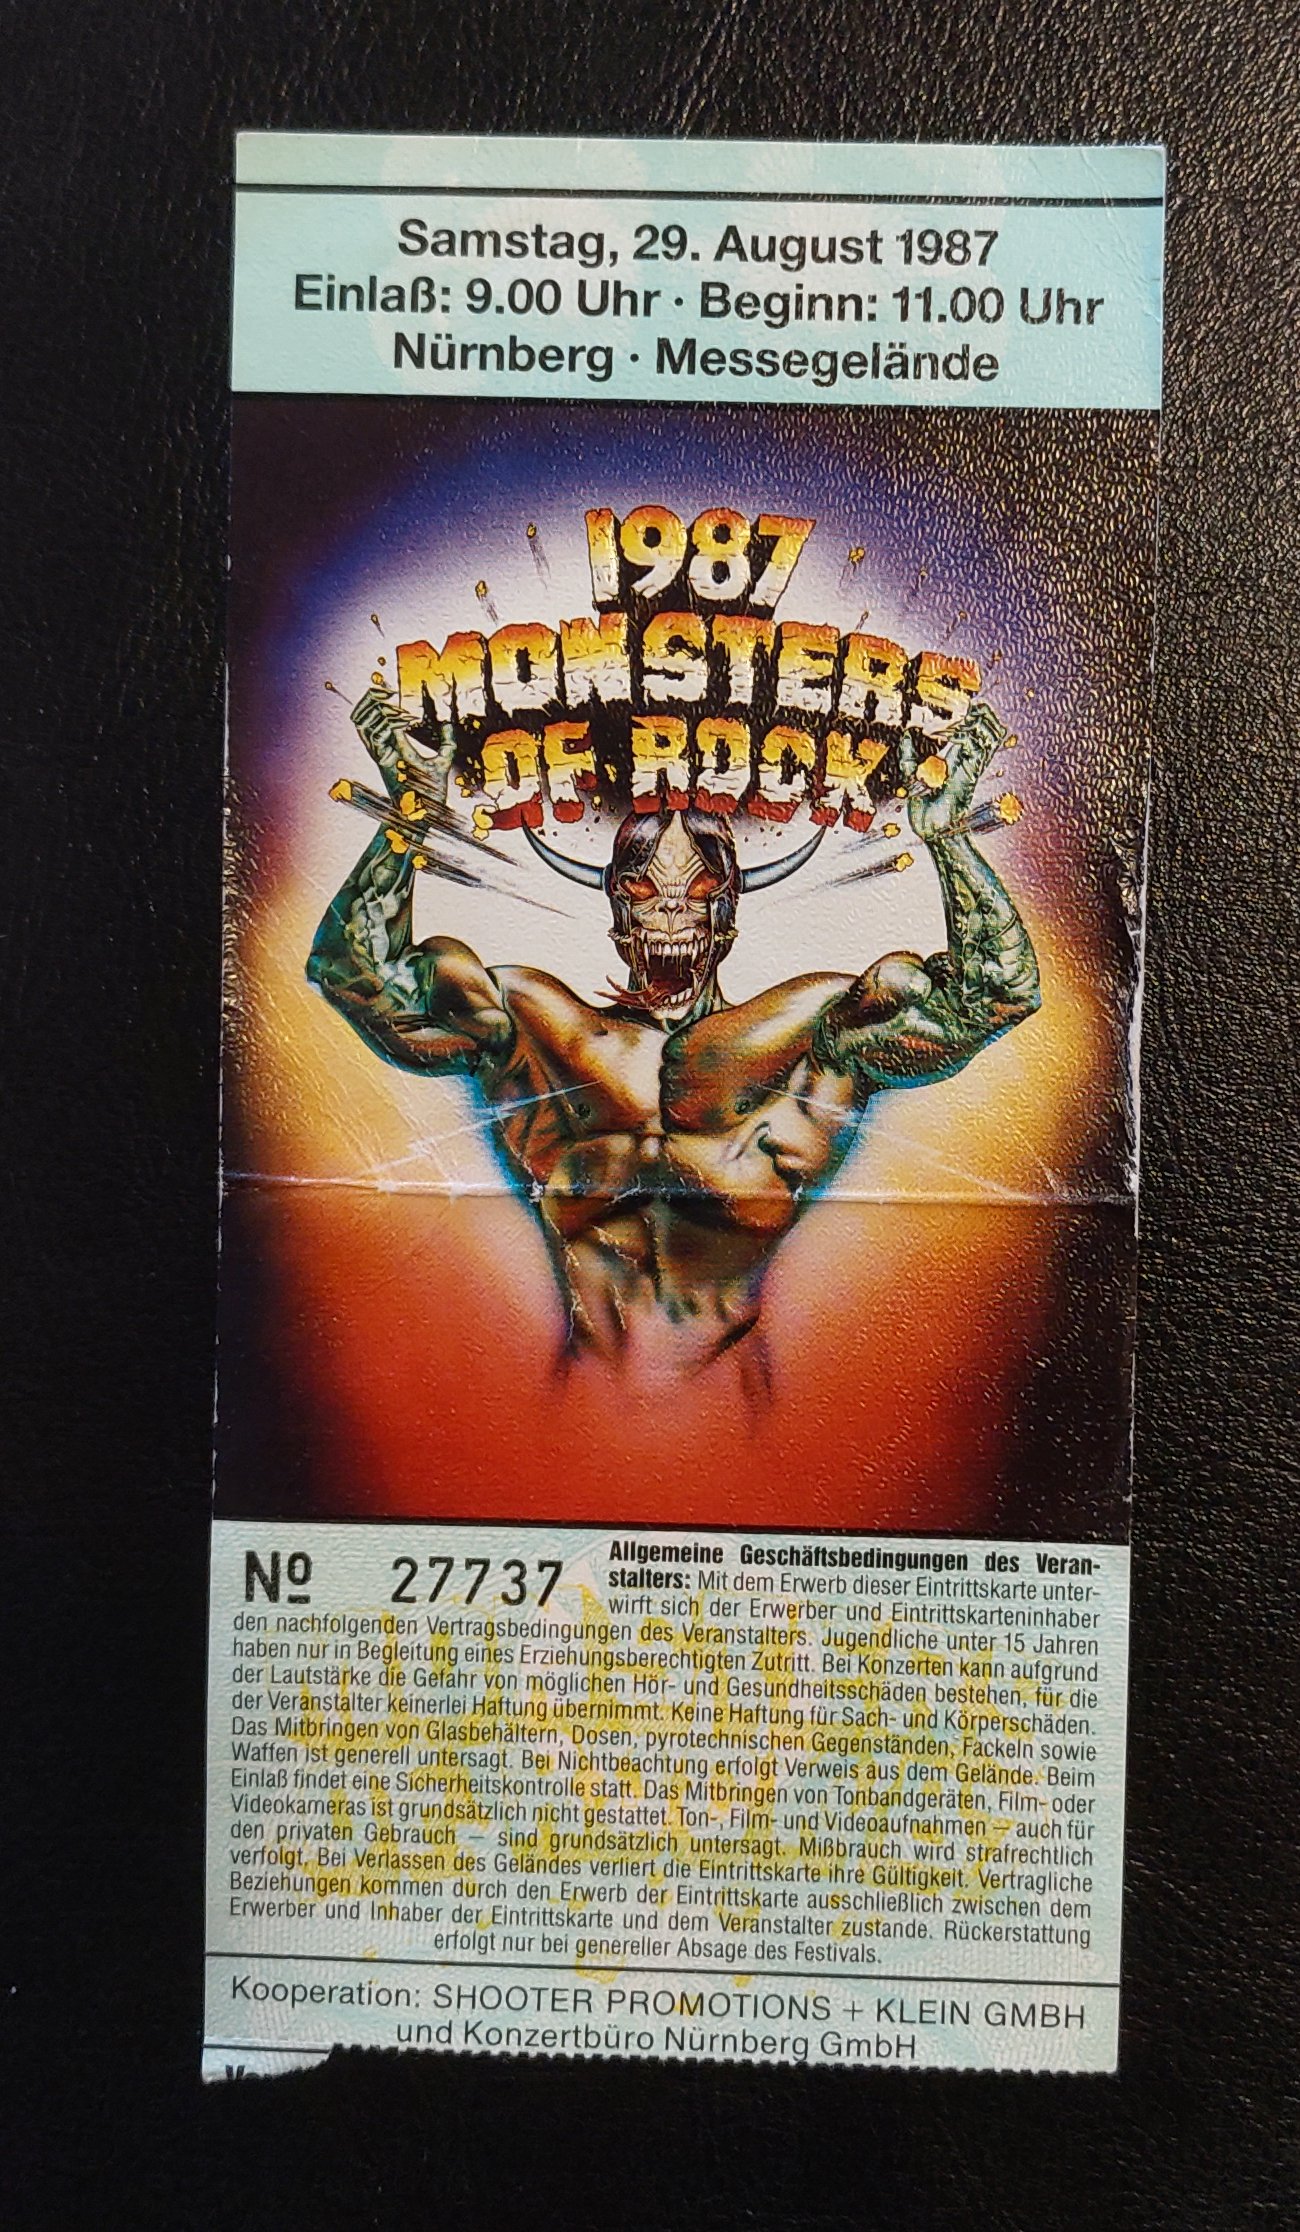 Samstag, 29. August 1987
Einlaß: 9.00 Uhr · Beginn: 11.00 Uhr
Nürnberg · Messegelände
1987
MONSTERS
OF ROCK
Nº 27737
Allgemeine Geschäftsbedingungen des Veran-
stalters: Mit dem Erwerb dieser Eintrittskarte unter-
wirft sich der Erwerber und Eintrittskarteninhaber
den nachfolgenden Vertragsbedingungen des Veranstalters. Jugendliche unter 15 Jahren
haben nur in Begleitung eines Erziehungsberechtigten Zutritt. Bei Konzerten kann aufgrund
der Lautstärke die Gefahr von möglichen Hör- und Gesundheitsschäden bestehen, für die
der Veranstalter keinerlei Haftung übernimmt. Keine Haftung für Sach- und Körperschäden.
Das Mitbringen von Glasbehältern, Dosen, pyrotechnischen Gegenständen, Fackeln sowie
Waffen ist generell untersagt. Bei Nichtbeachtung erfolgt Verweis aus dem Gelände. Beim
Einlaß findet eine Sicherheitskontrolle statt. Das Mitbringen von Tonbandgeräten, Film- oder
Videokameras ist grundsätzlich nicht gestattet. Ton-, Film- und Videoaufnahmen — auch für
den privaten Gebrauch — sind grundsätzlich untersagt. Mißbrauch wird strafrechtlich
verfolgt. Bei Verlassen des Geländes verliert die Eintrittskarte ihre Gültigkeit. Vertragliche
Beziehungen kommen durch den Erwerb der Eintrittskarte ausschließlich zwischen dem
Erwerber und Inhaber der Eintrittskarte und dem Veranstalter zustande. Rückerstattung
erfolgt nur bei genereller Absage des Festivals.
Kooperation: SHOOTER PROMOTIONS + KLEIN GMBH
und Konzertbüro Nürnberg GmbH